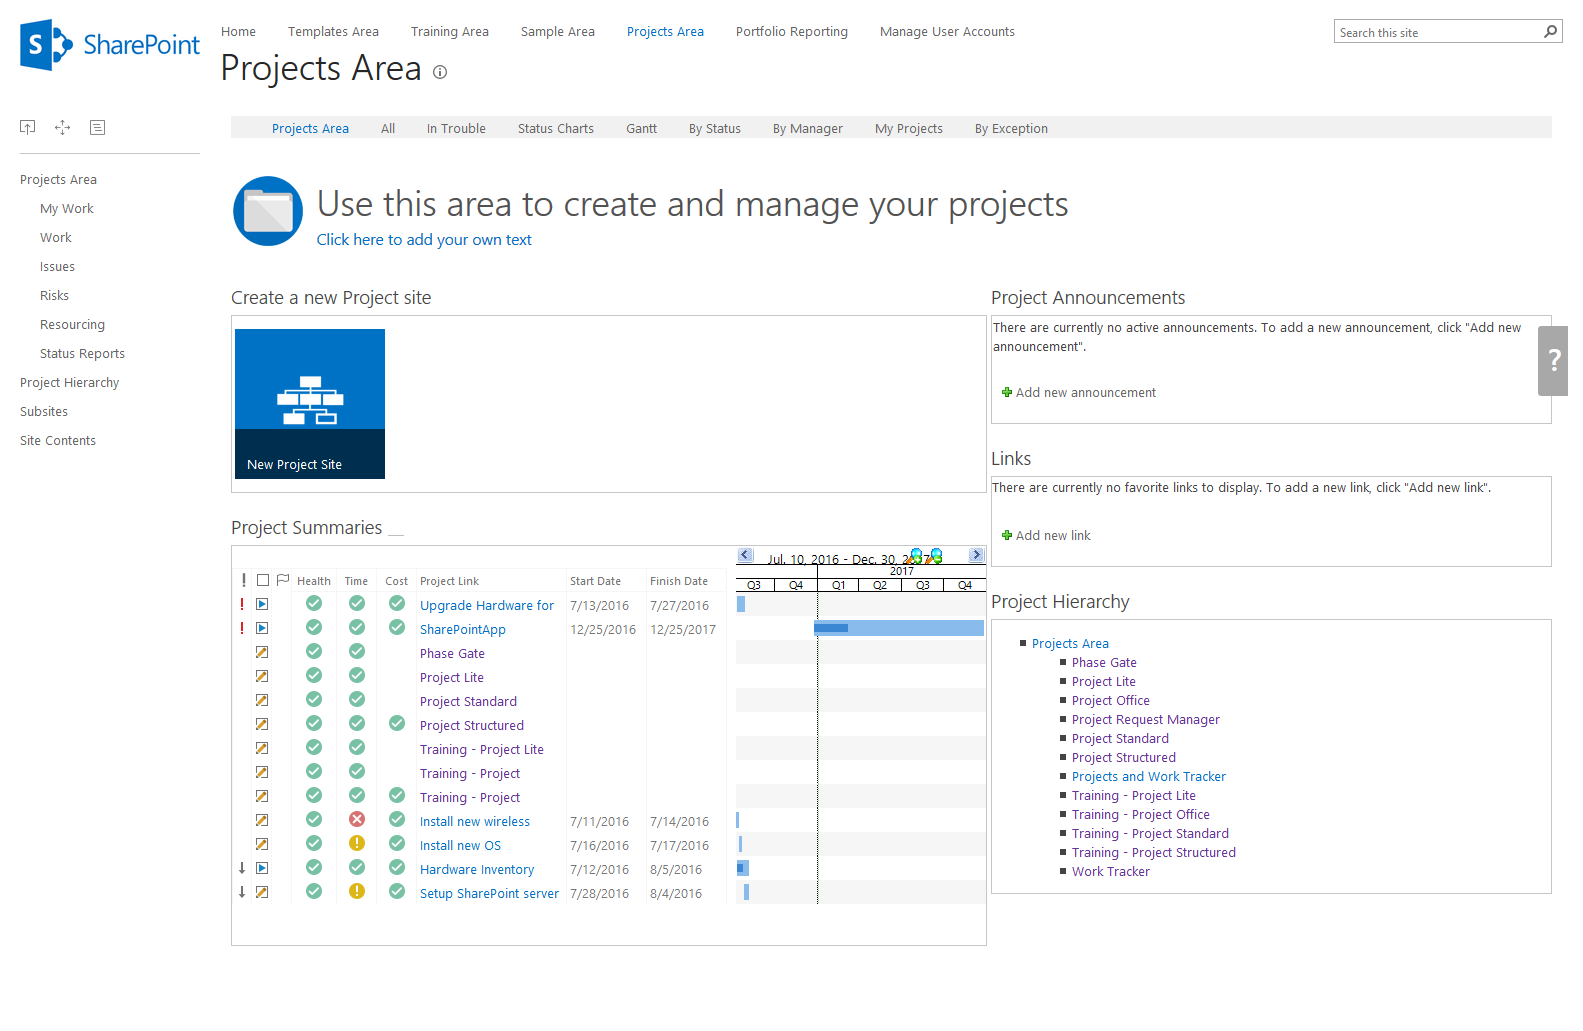 S SharePoint
Home Templates Area Training Area Sample Area Projects Area Portfolio Reporting Manage User Accounts
Search this site
Projects Area
Projects Area All In Trouble Status Charts Gantt By Status By Manager My Projects By Exception
Projects Area
My Work
Work
Issues
Risks
Resourcing
Status Reports
Project Hierarchy
Subsites
Site Contents
Use this area to create and manage your projects
Click here to add your own text
Create a new Project site
New Project Site
Project Summaries
Jul. 10, 2016 - Dec. 30,
2017
Q3 Q4 Q1 Q2 Q3 Q4
! Health Time Cost Project Link Start Date Finish Date
! Upgrade Hardware for 7/13/2016 7/27/2016
! SharePointApp 12/25/2016 12/25/2017
Phase Gate
Project Lite
Project Standard
Project Structured
Training - Project Lite
Training - Project
Training - Project
Install new wireless 7/11/2016 7/14/2016
Install new OS 7/16/2016 7/17/2016
Hardware Inventory 7/12/2016 8/5/2016
Setup SharePoint server 7/28/2016 8/4/2016
Project Announcements
There are currently no active announcements. To add a new announcement, click "Add new
announcement".
Add new announcement
?
Links
There are currently no favorite links to display. To add a new link, click "Add new link".
Add new link
Project Hierarchy
Projects Area
Phase Gate
Project Lite
Project Office
Project Request Manager
Project Standard
Project Structured
Projects and Work Tracker
Training - Project Lite
Training - Project Office
Training - Project Standard
Training - Project Structured
Work Tracker